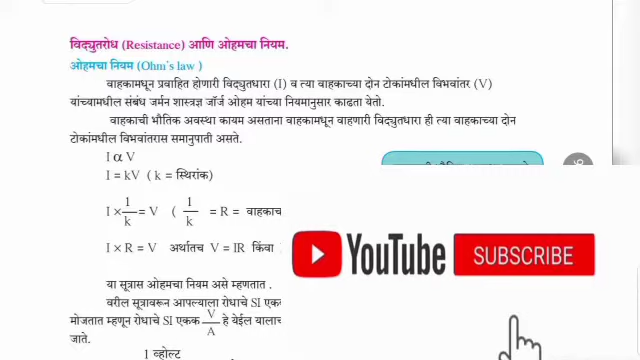 विद्युतरोध (Resistance) आणि ओहमचा नियम.
ओहमचा नियम (Ohm's law)
वाहकामधून प्रवाहित होणारी विद्युतधारा (I) व त्या वाहकाच्या दोन टोकांमधील विभवांतर (V)
यांच्यामधील संबंध जर्मन शास्त्रज्ञ जॉर्ज ओहम यांच्या नियमानुसार काढता येतो.
वाहकाची भौतिक अवस्था कायम असताना वाहकामधून वाहणारी विद्युतधारा ही त्या वाहकाच्या दोन
टोकांमधील विभवांतरास समानुपाती असते.
I α V
I = kV ( k = स्थिरांक)
I × 1/k = V ( 1/k = R = वाहकाच
I × R = V अर्थातच V = IR किंवा
YouTube SUBSCRIBE
या सूत्रास ओहमचा नियम असे म्हणतात .
वरील सूत्रावरून आपल्याला रोधाचे SI एक
मोजतात म्हणून रोधाचे SI एकक V/A हे येईल यालाच
जाते.
1 व्होल्ट